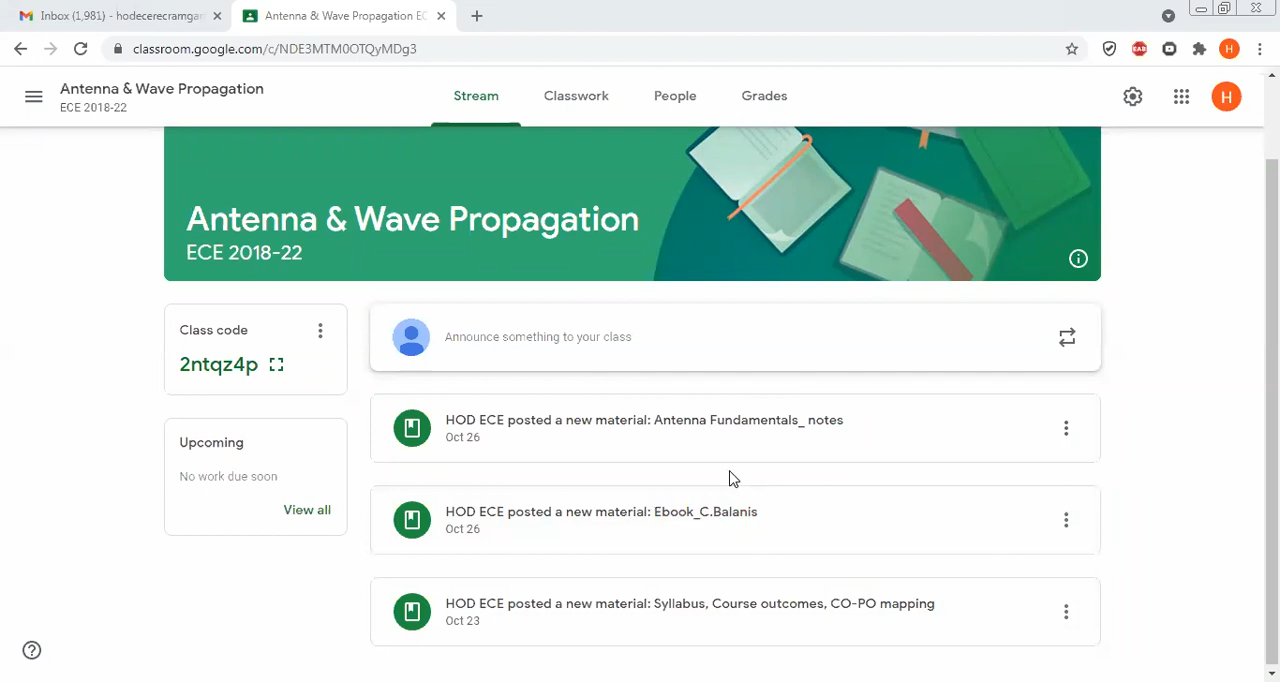 Inbox (1,981) - hodecerecramgar
Antenna & Wave Propagation EC
classroom.google.com/c/NDE3MTM0OTQyMDg3
H
Antenna & Wave Propagation
ECE 2018-22
Stream
Classwork
People
Grades
H
Antenna & Wave Propagation
ECE 2018-22
Class code
2ntqz4p
Announce something to your class
HOD ECE posted a new material: Antenna Fundamentals_ notes
Oct 26
Upcoming
No work due soon
View all
HOD ECE posted a new material: Ebook_C.Balanis
Oct 26
HOD ECE posted a new material: Syllabus, Course outcomes, CO-PO mapping
Oct 23